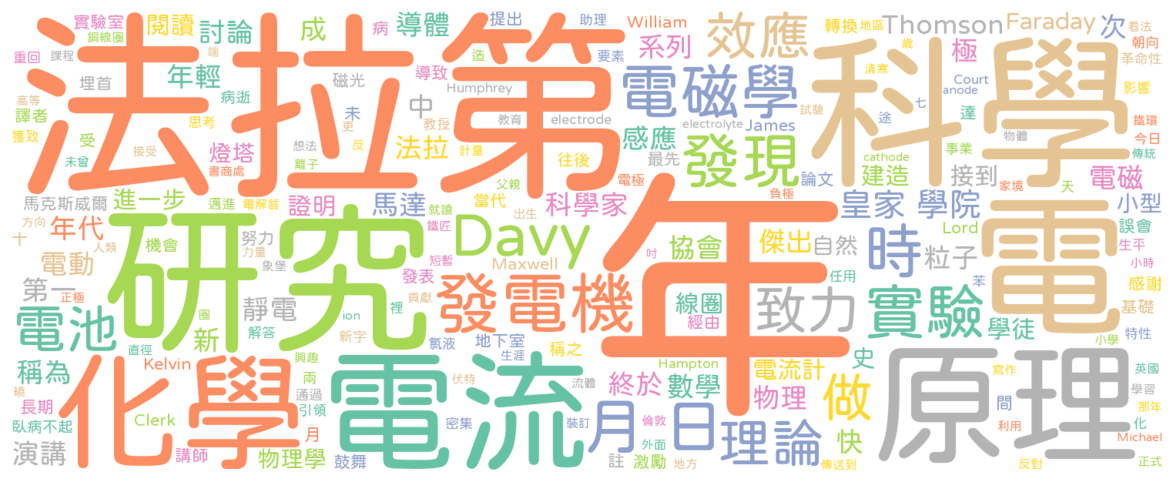 法拉第
科學
年
研究
電流
化學
原理
電
Davy
發電機
發現
電磁學
效應
實驗
致力
時
電池
月
日
理論
做
Thomson
Faraday
William
James
Humphrey
Maxwell
Kelvin
Clerk
Hampton
Court
Lord
Michael
anode
cathode
electrode
electrolyte
ion
實驗室
銅線圈
閱讀
討論
成
病
導體
提出
助理
系列
轉換
地區
次
看法
朝向
革命性
重回
課程
年輕
埋首
病逝
磁光
導致
造
要素
極
歲
清寒
影響
高等
譯者
思考
中
未
更
教授
教育
感應
試驗
七
途
達
鐵環
獲致
未曾
受
燈塔
接受
書商處
想法
反
法拉
計量
往後
最先
建造
事業
物體
今日
傳統
離子
馬克斯威爾
進一步
邁進
電解質
證明
馬達
電極
當代
父親
科學家
論文
負極
皇家
學院
接到
家境
天
電磁
小型
方向
十
年代
人類
機會
努力
力量
就讀
鐵匠
出生
短暫
協會
傑出
自然
粒子
誤會
生平
小時
電動
象堡
發表
吋
任用
笨
感謝
第一
正極
靜電
裡
貢獻
線圈
經由
學徒
基礎
特性
新
圈
解答
新字
氯液
地下室
生涯
稱之
電流計
史
小學
稱為
直徑
興趣
兩
伏特
流體
終於
數學
物理
寫作
英國
間
學習
那年
繞
長期
通過
引領
臥病不起
密集
裝訂
倫敦
外面
快
利用
化
演講
講師
物理學
鼓舞
註
激勵
地方
傳送到
反對
正式
端